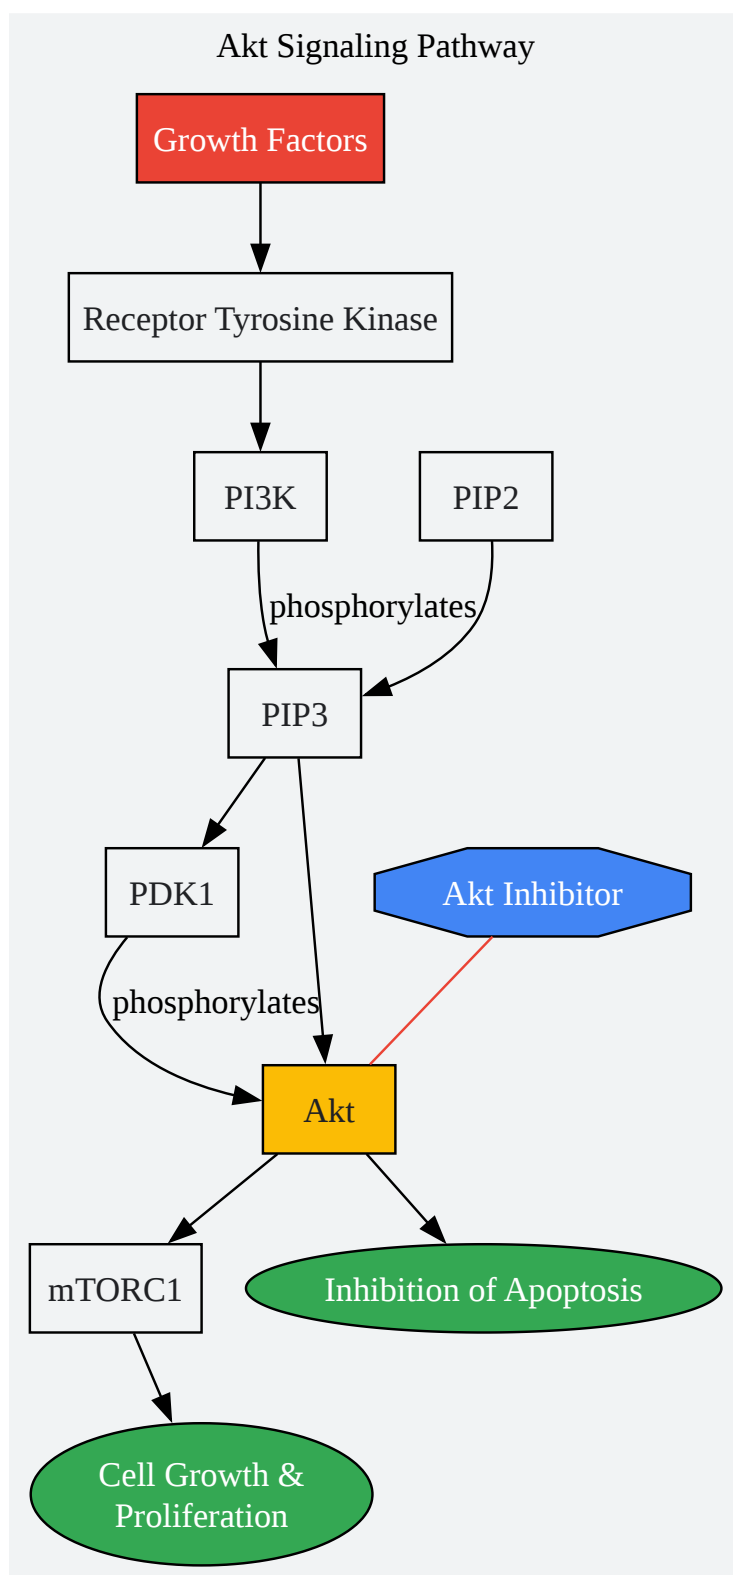 Akt Signaling Pathway
Growth Factors
Receptor Tyrosine Kinase
PI3K
PIP2
phosphorylates
PIP3
PDK1
Akt Inhibitor
phosphorylates
Akt
mTORC1
Inhibition of Apoptosis
Cell Growth &
Proliferation